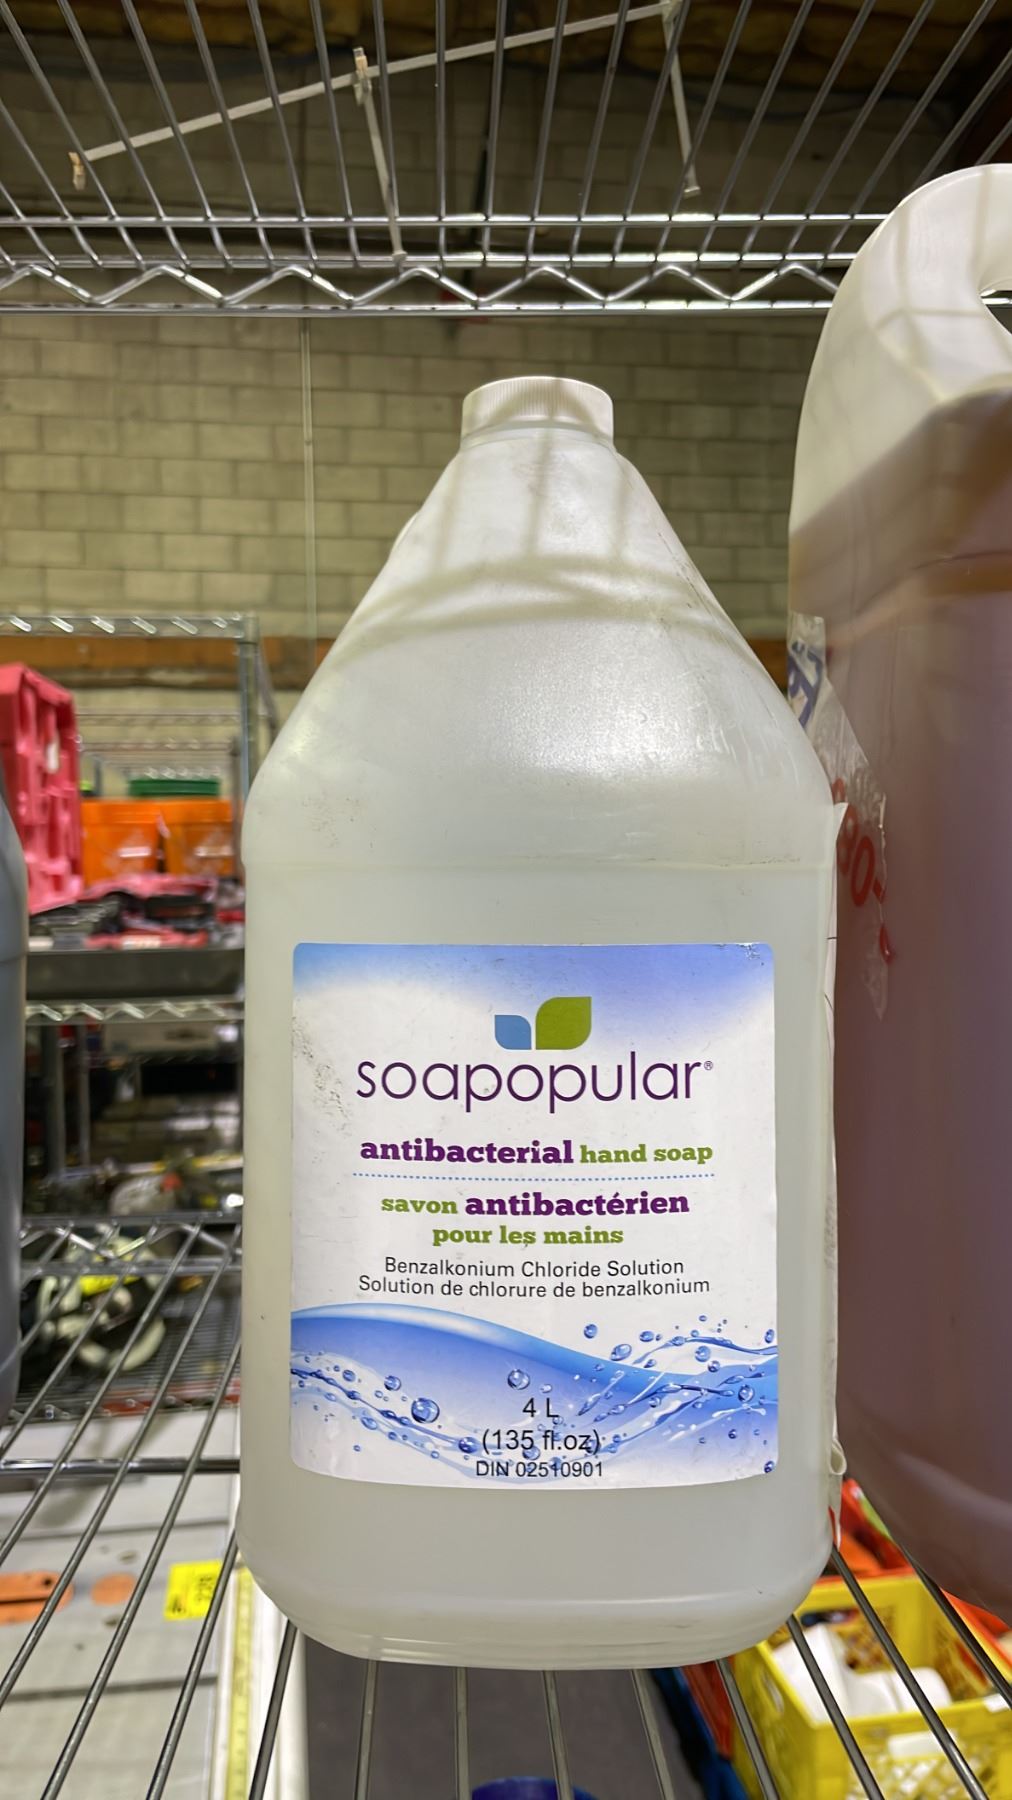 soapopular®
antibacterial hand soap
savon antibactérien
pour les mains
Benzalkonium Chloride Solution
Solution de chlorure de benzalkonium
4 L
(135 fl.oz)
DIN 02510901